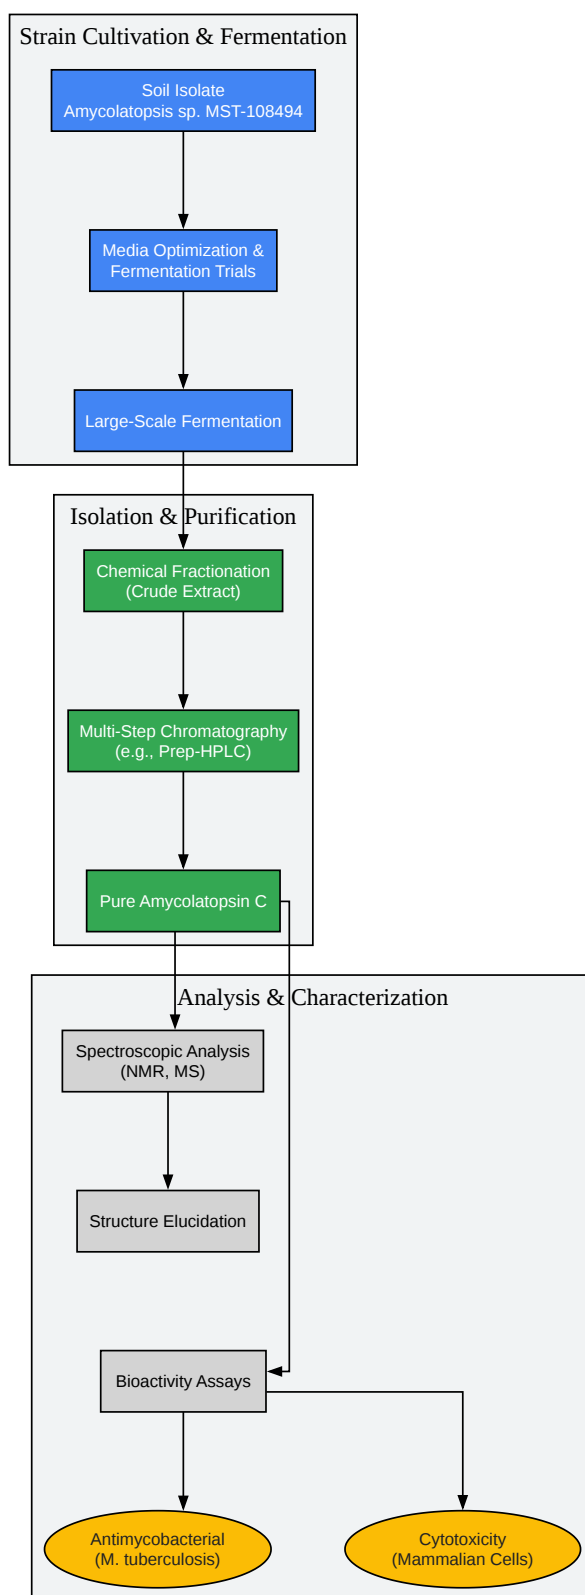 Strain Cultivation & Fermentation
Soil Isolate
Amycolatopsis sp. MST-108494
Media Optimization &
Fermentation Trials
Large-Scale Fermentation
Isolation & Purification
Chemical Fractionation
(Crude Extract)
Multi-Step Chromatography
(e.g., Prep-HPLC)
Pure Amycolatopsin C
Analysis & Characterization
Spectroscopic Analysis
(NMR, MS)
Structure Elucidation
Bioactivity Assays
Antimycobacterial
(M. tuberculosis)
Cytotoxicity
(Mammalian Cells)